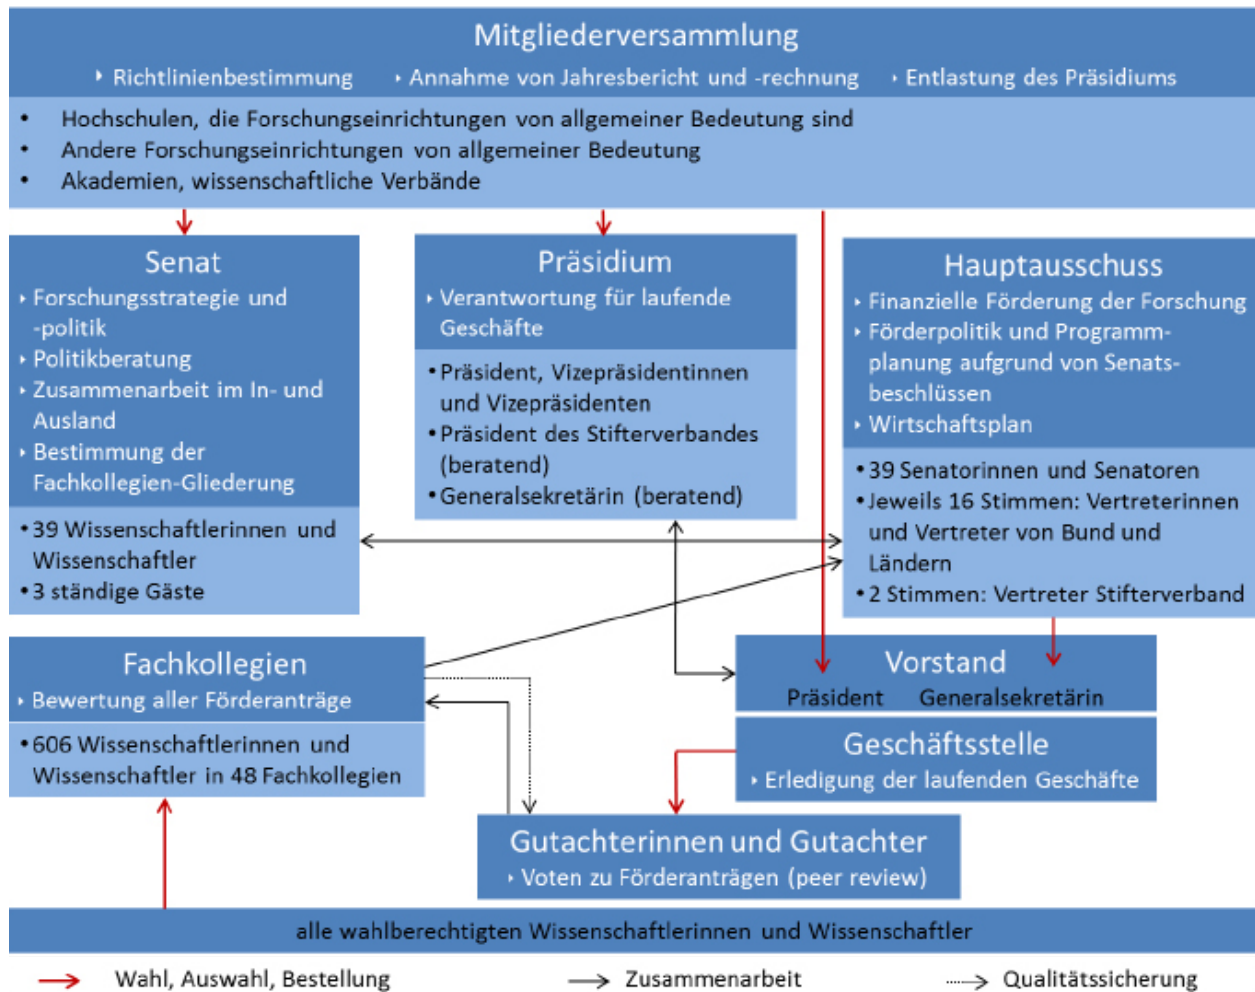 Mitgliederversammlung
‣ Richtlinienbestimmung ‣ Annahme von Jahresbericht und -rechnung ‣ Entlastung des Präsidiums
• Hochschulen, die Forschungseinrichtungen von allgemeiner Bedeutung sind
• Andere Forschungseinrichtungen von allgemeiner Bedeutung
• Akademien, wissenschaftliche Verbände
Senat
‣ Forschungsstrategie und
-politik
‣ Politikberatung
‣ Zusammenarbeit im In- und
Ausland
‣ Bestimmung der
Fachkollegien-Gliederung
• 39 Wissenschaftlerinnen und
Wissenschaftler
• 3 ständige Gäste
Präsidium
‣ Verantwortung für laufende
Geschäfte
• Präsident, Vizepräsidentinnen
und Vizepräsidenten
• Präsident des Stifterverbandes
(beratend)
• Generalsekretärin (beratend)
Hauptausschuss
‣ Finanzielle Förderung der Forschung
‣ Förderpolitik und Programm-
planung aufgrund von Senats-
beschlüssen
‣ Wirtschaftsplan
• 39 Senatorinnen und Senatoren
• Jeweils 16 Stimmen: Vertreterinnen
und Vertreter von Bund und
Ländern
• 2 Stimmen: Vertreter Stifterverband
Fachkollegien
‣ Bewertung aller Förderanträge
• 606 Wissenschaftlerinnen und
Wissenschaftler in 48 Fachkollegien
Vorstand
Präsident Generalsekretärin
Geschäftsstelle
‣ Erledigung der laufenden Geschäfte
Gutachterinnen und Gutachter
‣ Voten zu Förderanträgen (peer review)
alle wahlberechtigten Wissenschaftlerinnen und Wissenschaftler
Wahl, Auswahl, Bestellung Zusammenarbeit Qualitätssicherung